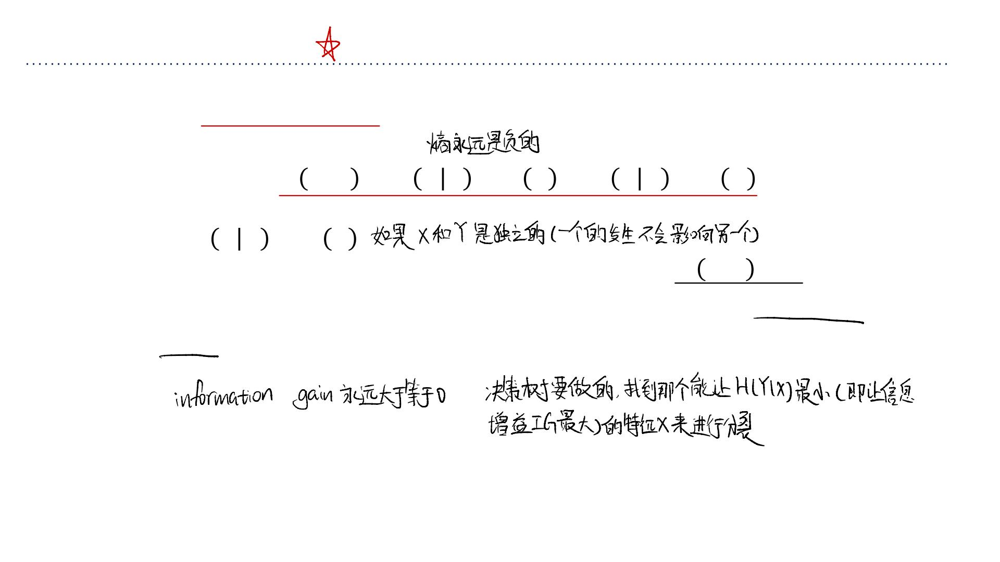 熵永远是负的
( ) ( | ) ( ) ( | ) ( )
( | ) ( ) 如果 X和Y是独立的(一个的发生不会影响另一个)
( )
information gain 永远大于等于0
决策树要做的,找到那个能让H(Y|X)最小(即让信息
增益IG最大)的特征X来进行分裂